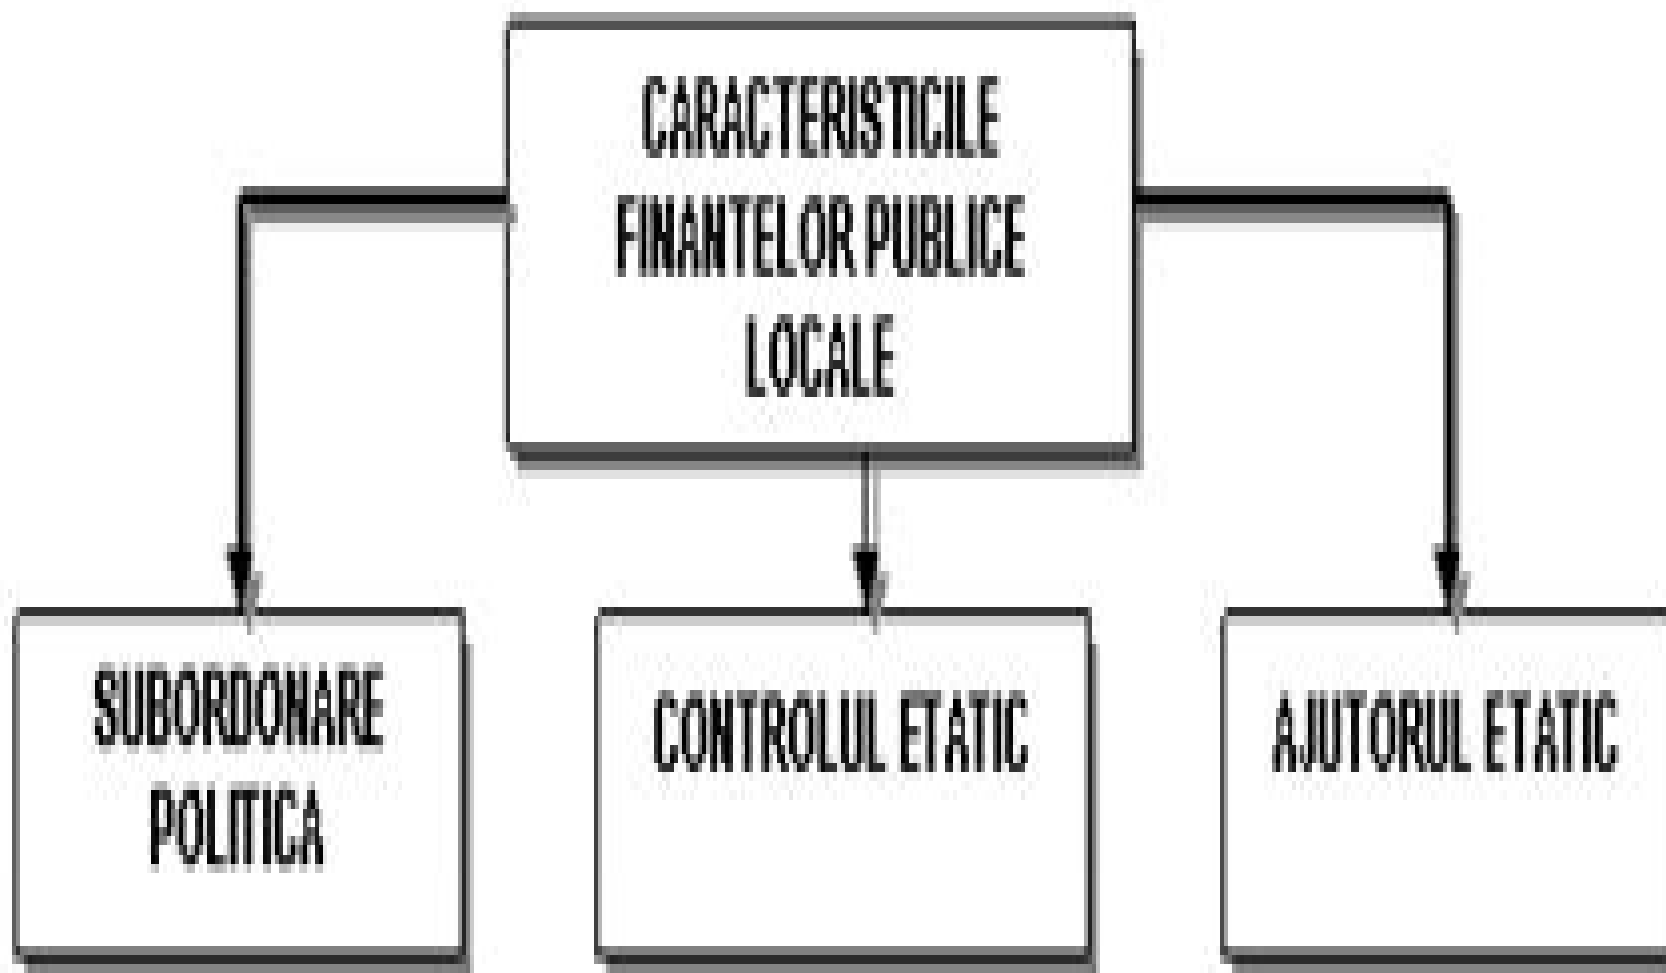 CARACTERISTICILE
FINANTELOR PUBLICE
LOCALE
SUBORDONARE
POLITICA
CONTROLUL ETATIC
AJUTORUL ETATIC